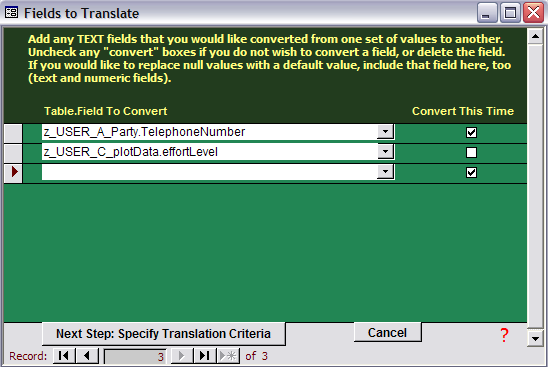 Fields to Translate
Add any TEXT fields that you would like converted from one set of values to another.
Uncheck any "convert" boxes if you do not wish to convert a field, or delete the field.
If you would like to replace null values with a default value, include that field here, too
(text and numeric fields).
Table.Field To Convert Convert This Time
z_USER_A_Party.TelephoneNumber
z_USER_C_plotData.effortLevel
Next Step: Specify Translation Criteria Cancel ?
Record: 3 of 3